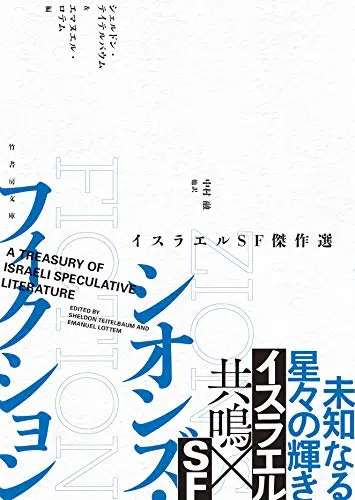 シェルドン・
テイテルバウム
&
エマヌエル・
ロテム
編
竹書房文庫
中村 融
他訳
イスラエルSF傑作選
シオンズ・
フィクション
ZION'S
FICTION
A TREASURY OF
ISRAELI SPECULATIVE
LITERATURE
EDITED BY
SHELDON TEITELBAUM AND
EMANUEL LOTTEM
未知なる
星々の輝き
イスラエル
×
SF
共鳴